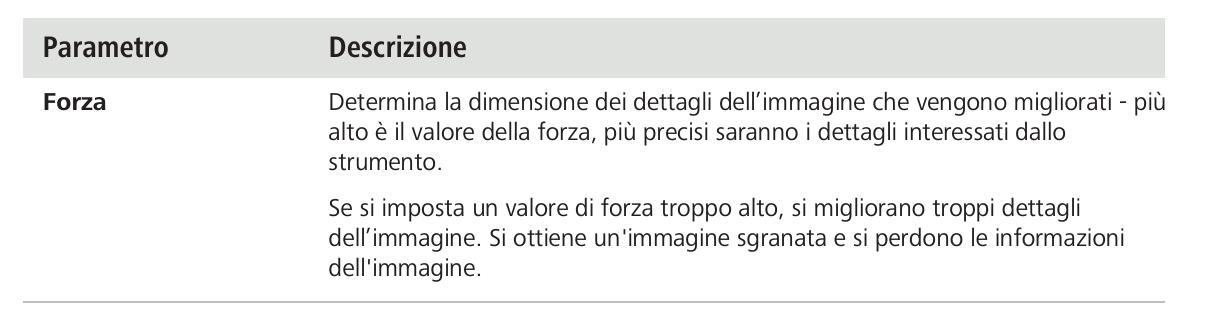 Parametro Descrizione
Forza Determina la dimensione dei dettagli dell’immagine che vengono migliorati - più
alto è il valore della forza, più precisi saranno i dettagli interessati dallo
strumento.
Se si imposta un valore di forza troppo alto, si migliorano troppi dettagli
dell’immagine. Si ottiene un'immagine sgranata e si perdono le informazioni
dell'immagine.